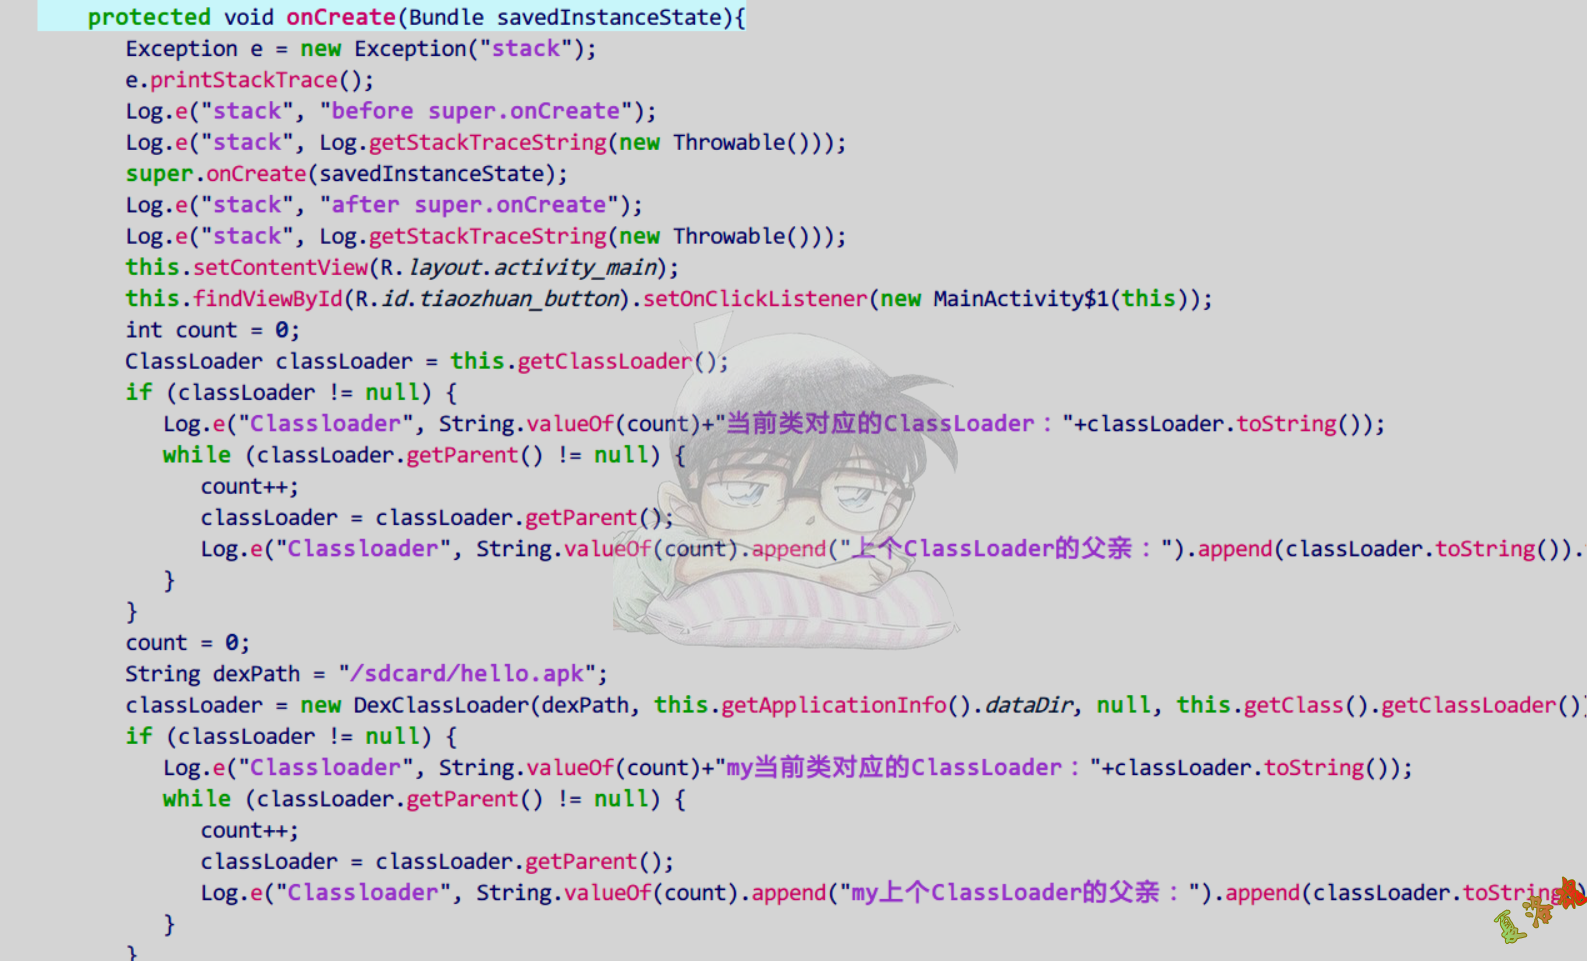 protected void onCreate(Bundle savedInstanceState){
Exception e = new Exception("stack");
e.printStackTrace();
Log.e("stack", "before super.onCreate");
Log.e("stack", Log.getStackTraceString(new Throwable()));
super.onCreate(savedInstanceState);
Log.e("stack", "after super.onCreate");
Log.e("stack", Log.getStackTraceString(new Throwable()));
this.setContentView(R.layout.activity_main);
this.findViewById(R.id.tiaozhuan_button).setOnClickListener(new MainActivity$1(this));
int count = 0;
ClassLoader classLoader = this.getClassLoader();
if (classLoader != null) {
Log.e("Classloader", String.valueOf(count)+"当前类对应的ClassLoader："+classLoader.toString());
while (classLoader.getParent() != null) {
count++;
classLoader = classLoader.getParent();
Log.e("Classloader", String.valueOf(count).append("上个ClassLoader的父亲：").append(classLoader.toString()).
}
}
count = 0;
String dexPath = "/sdcard/hello.apk";
classLoader = new DexClassLoader(dexPath, this.getApplicationInfo().dataDir, null, this.getClass().getClassLoader()
if (classLoader != null) {
Log.e("Classloader", String.valueOf(count)+"my当前类对应的ClassLoader："+classLoader.toString());
while (classLoader.getParent() != null) {
count++;
classLoader = classLoader.getParent();
Log.e("Classloader", String.valueOf(count).append("my上个ClassLoader的父亲：").append(classLoader.toString
}
}
夏海